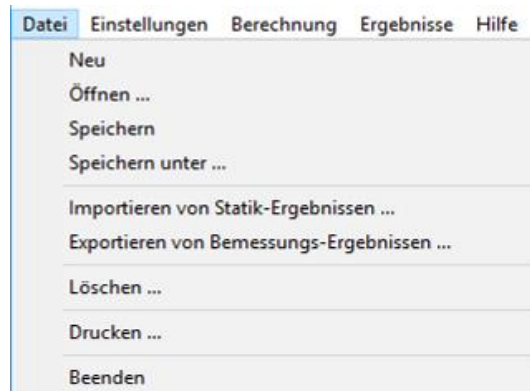 Datei Einstellungen Berechnung Ergebnisse Hilfe
Neu
Öffnen ...
Speichern
Speichern unter ...
Importieren von Statik-Ergebnissen ...
Exportieren von Bemessungs-Ergebnissen ...
Löschen ...
Drucken ...
Beenden